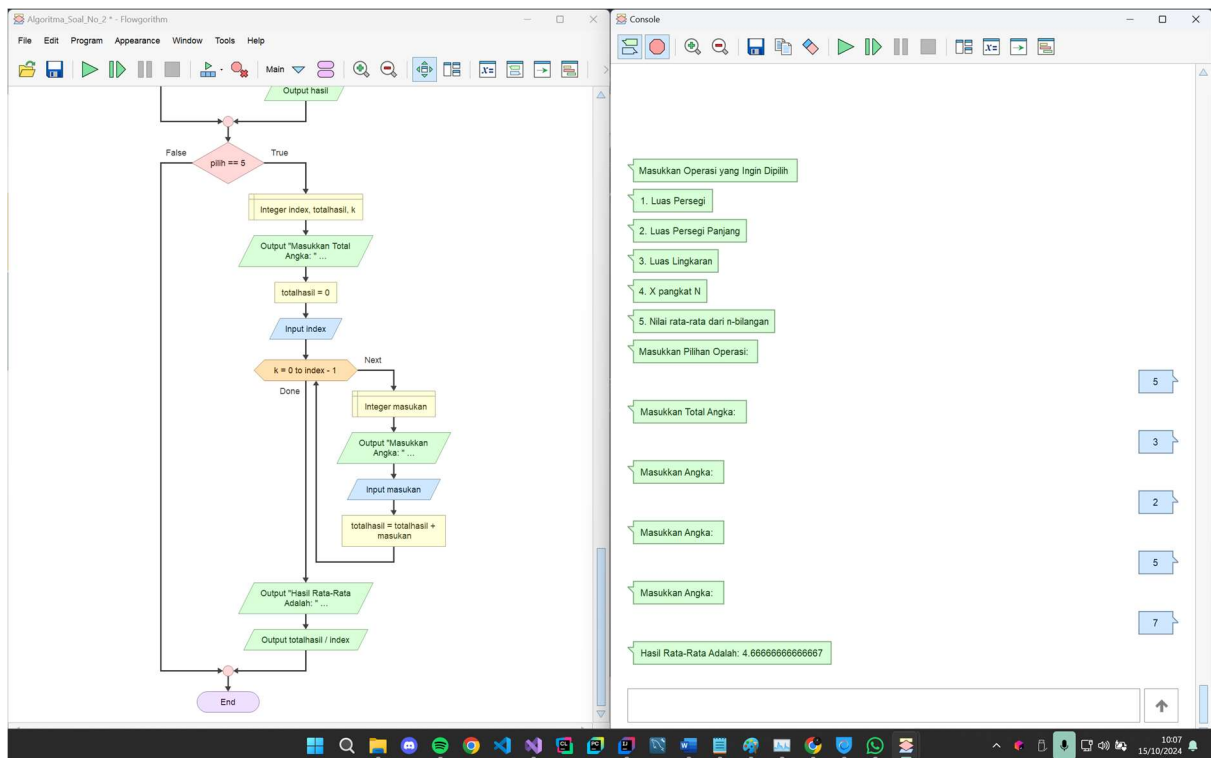 Algoritma_Soal_No_2 * - Flowgorithm
File Edit Program Appearance Window Tools Help
Main
Output hasil
False
True
pilih == 5
Integer index, totalhasil, k
Output "Masukkan Total
Angka: " ...
totalhasil = 0
Input index
k = 0 to index - 1
Next
Done
Integer masukan
Output "Masukkan
Angka: " ...
Input masukan
totalhasil = totalhasil +
masukan
Output "Hasil Rata-Rata
Adalah: " ...
Output totalhasil / index
End
Console
Masukkan Operasi yang Ingin Dipilih
1. Luas Persegi
2. Luas Persegi Panjang
3. Luas Lingkaran
4. X pangkat N
5. Nilai rata-rata dari n-bilangan
Masukkan Pilihan Operasi:
5
Masukkan Total Angka:
3
Masukkan Angka:
2
Masukkan Angka:
5
Masukkan Angka:
7
Hasil Rata-Rata Adalah: 4.66666666666667
10:07
15/10/2024